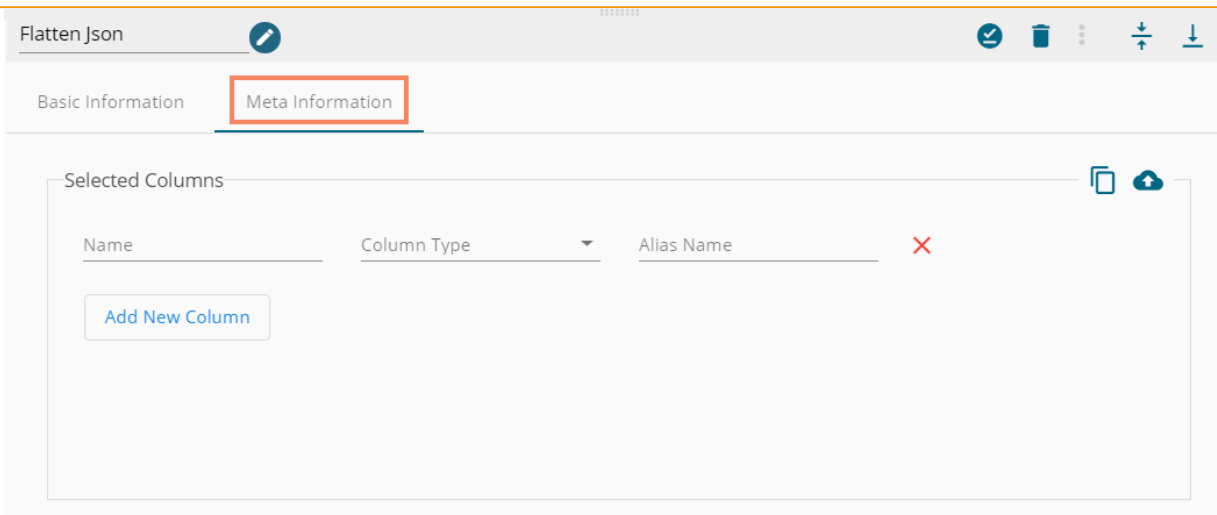 Flatten Json
Basic Information Meta Information
Selected Columns
Name Column Type Alias Name
Add New Column